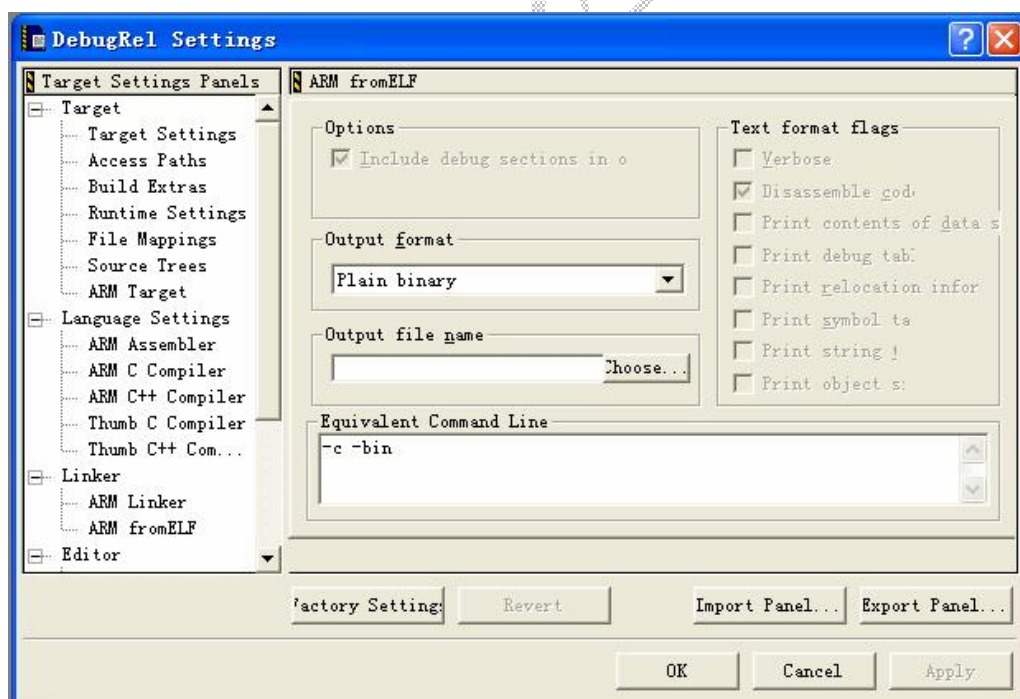 DebugRel Settings
Target Settings Panels
Target
Target Settings
Access Paths
Build Extras
Runtime Settings
File Mappings
Source Trees
ARM Target
Language Settings
ARM Assembler
ARM C Compiler
ARM C++ Compiler
Thumb C Compiler
Thumb C++ Com...
Linker
ARM Linker
ARM fromELF
Editor
ARM fromELF
Options
Include debug sections in o
Output format
Plain binary
Output file name
Choose...
Text format flags
Verbose
Disassemble cod
Print contents of data s
Print debug tab
Print relocation infor
Print symbol ta
Print string
Print object s
Equivalent Command Line
-c -bin
Factory Setting
Revert
Import Panel...
Export Panel...
OK
Cancel
Apply